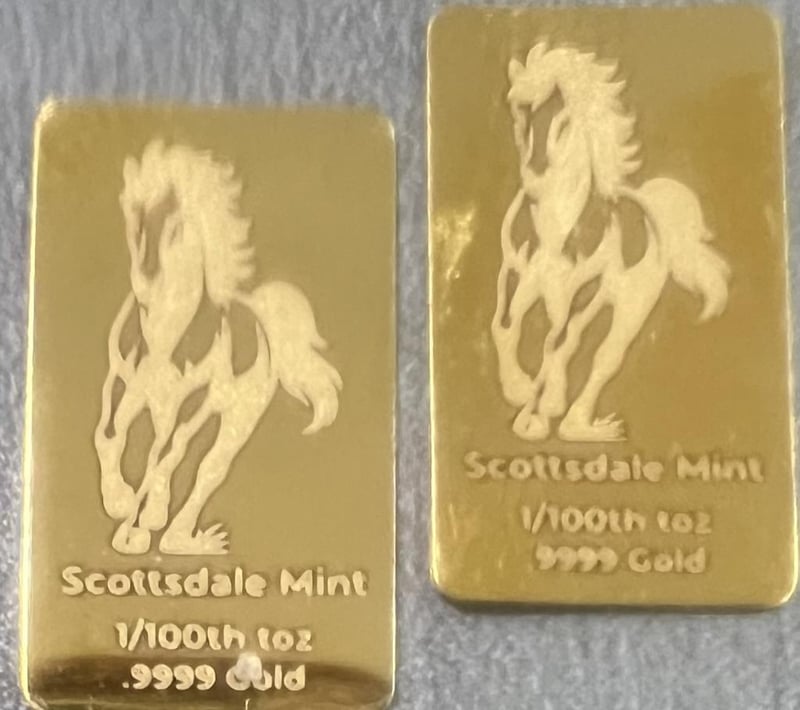 Scottsdale Mint
1/100th toz
.9999 Gold
Scottsdale Mint
1/100th toz
9999 Gold